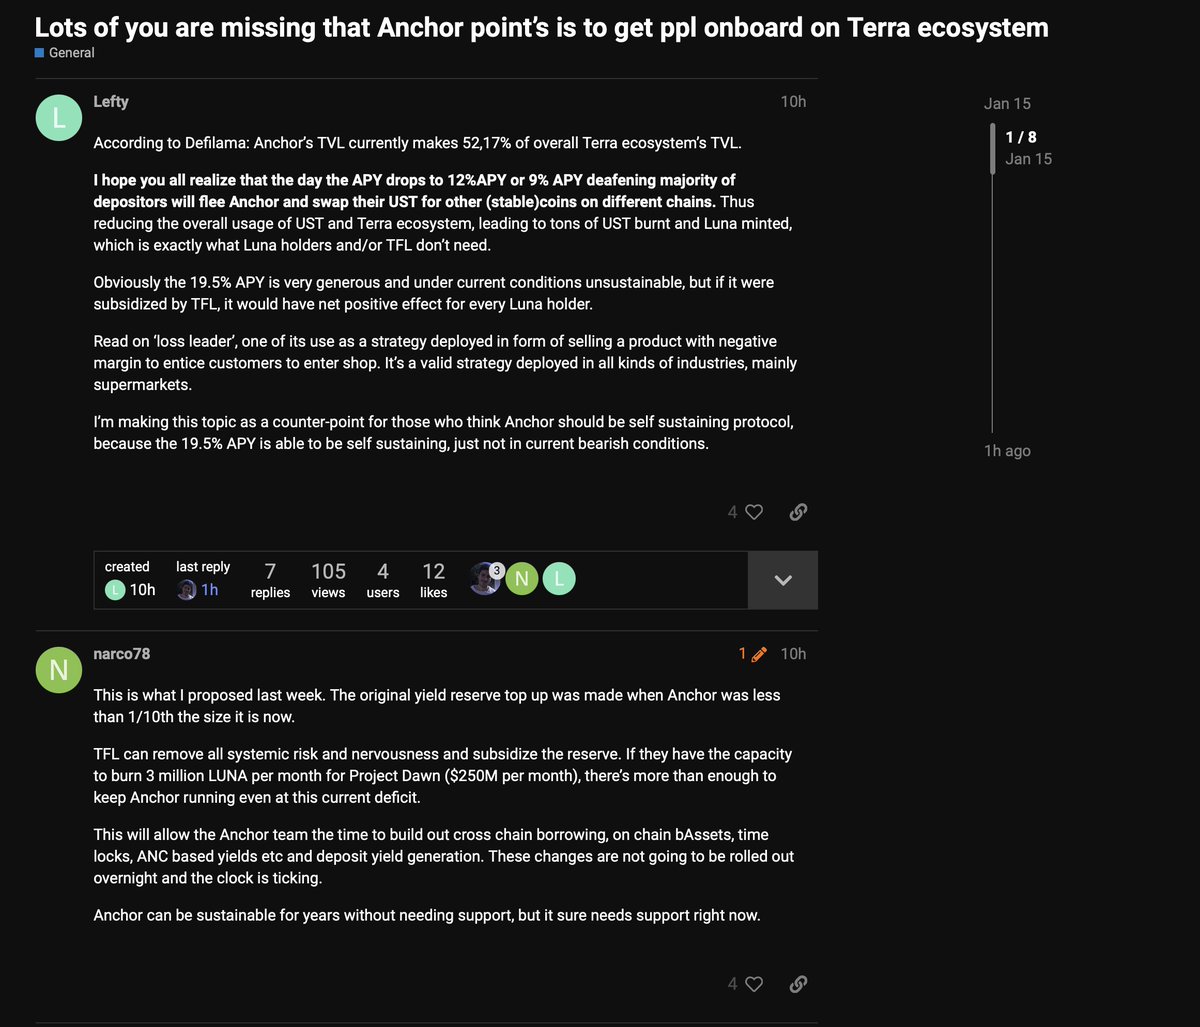 Lots of you are missing that Anchor point’s is to get ppl onboard on Terra ecosystem
General
L
Lefty
10h
According to Defilama: Anchor’s TVL currently makes 52,17% of overall Terra ecosystem’s TVL.
I hope you all realize that the day the APY drops to 12%APY or 9% APY deafening majority of
depositors will flee Anchor and swap their UST for other (stable)coins on different chains. Thus
reducing the overall usage of UST and Terra ecosystem, leading to tons of UST burnt and Luna minted,
which is exactly what Luna holders and/or TFL don’t need.
Obviously the 19.5% APY is very generous and under current conditions unsustainable, but if it were
subsidized by TFL, it would have net positive effect for every Luna holder.
Read on ‘loss leader’, one of its use as a strategy deployed in form of selling a product with negative
margin to entice customers to enter shop. It’s a valid strategy deployed in all kinds of industries, mainly
supermarkets.
I’m making this topic as a counter-point for those who think Anchor should be self sustaining protocol,
because the 19.5% APY is able to be self sustaining, just not in current bearish conditions.
4
Jan 15
1 / 8
Jan 15
1h ago
created
L 10h
last reply
1h
7
replies
105
views
4
users
12
likes
3
N
L
N
narco78
1
10h
This is what I proposed last week. The original yield reserve top up was made when Anchor was less
than 1/10th the size it is now.
TFL can remove all systemic risk and nervousness and subsidize the reserve. If they have the capacity
to burn 3 million LUNA per month for Project Dawn ($250M per month), there’s more than enough to
keep Anchor running even at this current deficit.
This will allow the Anchor team the time to build out cross chain borrowing, on chain bAssets, time
locks, ANC based yields etc and deposit yield generation. These changes are not going to be rolled out
overnight and the clock is ticking.
Anchor can be sustainable for years without needing support, but it sure needs support right now.
4